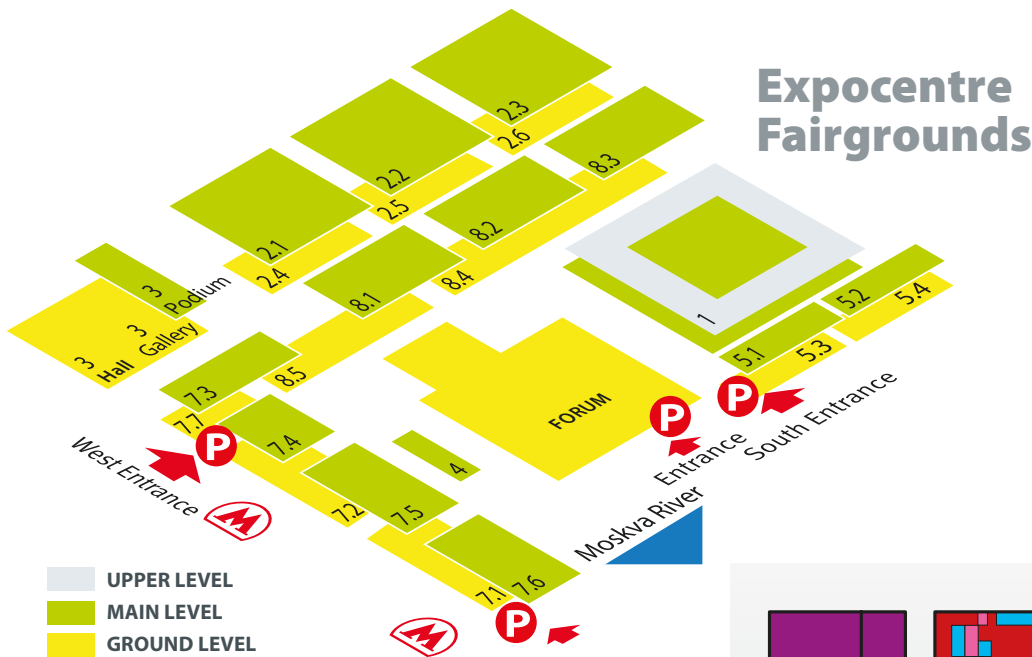 Expocentre
Fairgrounds
2.3
2.6
8.3
2.2
2.5
8.2
2.1
2.4
8.4
3
Podium
3
Gallery
3
Hall
8.1
8.5
1
5.2
5.4
5.1
5.3
7.3
7.7
P
7.4
FORUM
P
P
South Entrance
Entrance
West Entrance
M
4
7.2
7.5
Moskva River
7.1
7.6
P
M
UPPER LEVEL
MAIN LEVEL
GROUND LEVEL